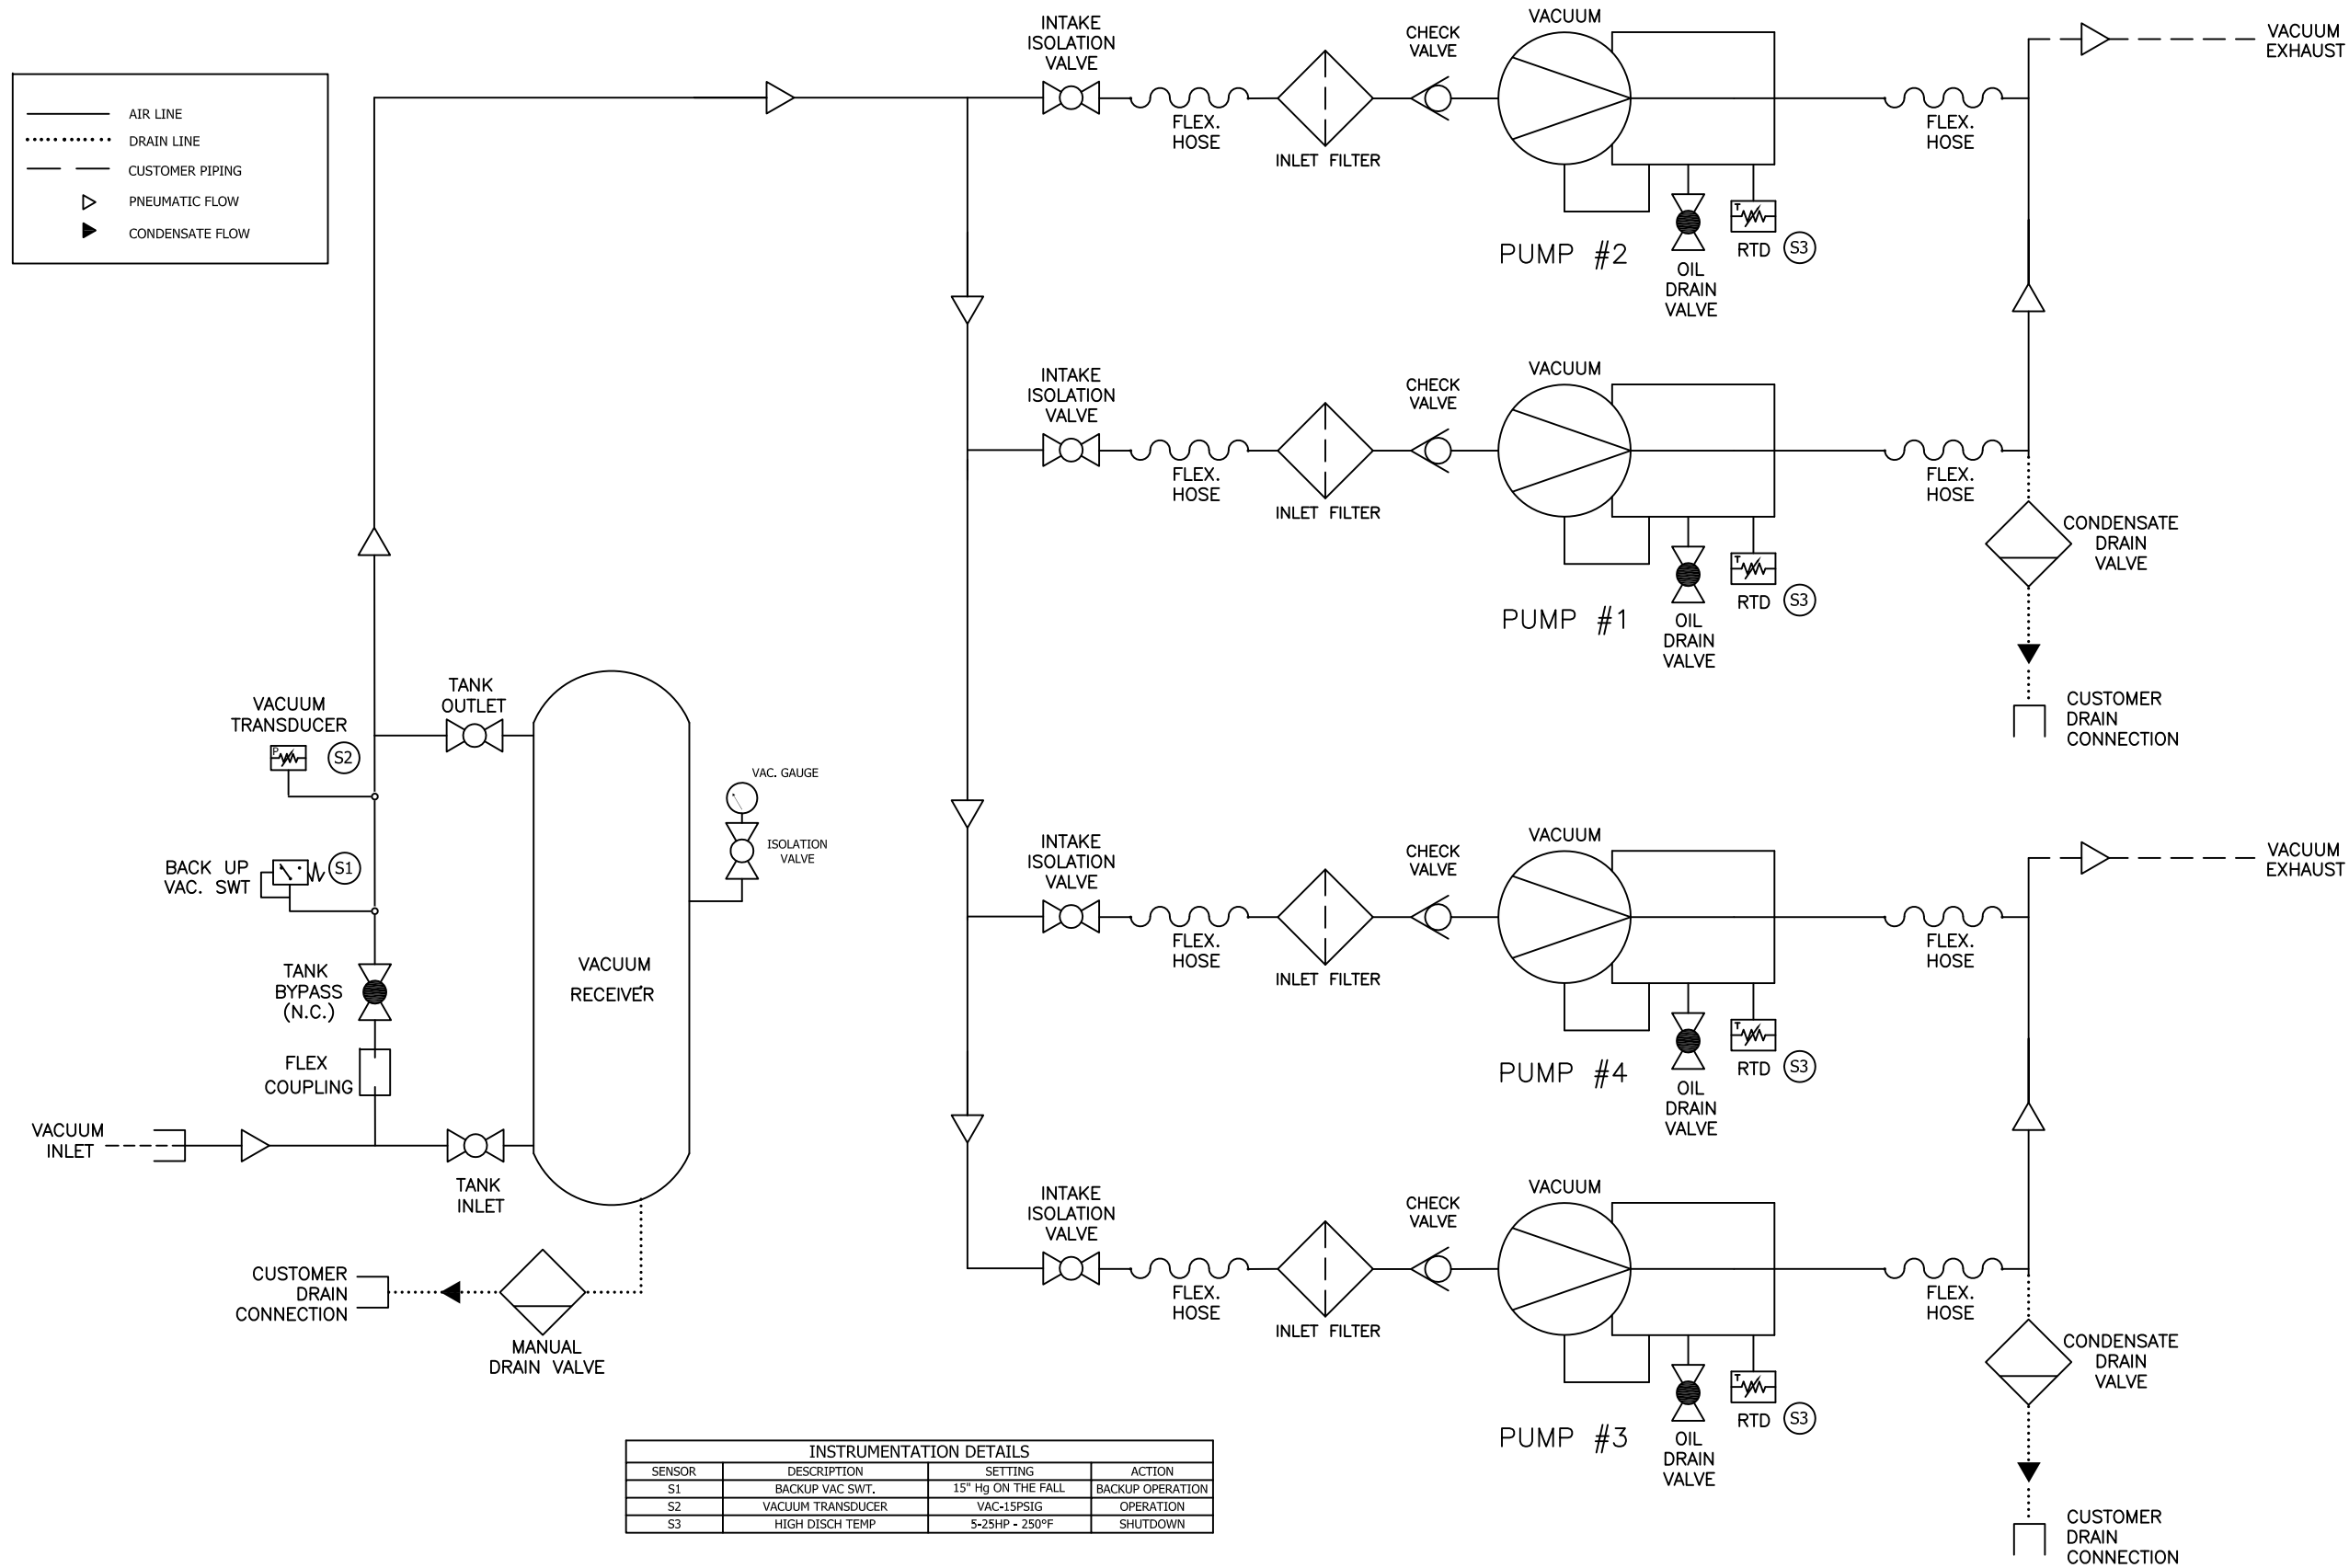 AIR LINE
DRAIN LINE
CUSTOMER PIPING
PNEUMATIC FLOW
CONDENSATE FLOW
INTAKE
ISOLATION
VALVE
FLEX.
HOSE
INLET FILTER
CHECK
VALVE
VACUUM
PUMP #2
OIL
DRAIN
VALVE
T
RTD
S3
FLEX.
HOSE
VACUUM
EXHAUST
INTAKE
ISOLATION
VALVE
FLEX.
HOSE
INLET FILTER
CHECK
VALVE
VACUUM
PUMP #1
OIL
DRAIN
VALVE
T
RTD
S3
FLEX.
HOSE
CONDENSATE
DRAIN
VALVE
CUSTOMER
DRAIN
CONNECTION
VACUUM
TRANSDUCER
P
S2
TANK
OUTLET
BACK UP
VAC. SWT
S1
VAC. GAUGE
ISOLATION
VALVE
TANK
BYPASS
(N.C.)
FLEX
COUPLING
VACUUM
RECEIVER
VACUUM
INLET
TANK
INLET
CUSTOMER
DRAIN
CONNECTION
MANUAL
DRAIN VALVE
INTAKE
ISOLATION
VALVE
FLEX.
HOSE
INLET FILTER
CHECK
VALVE
VACUUM
PUMP #4
OIL
DRAIN
VALVE
T
RTD
S3
FLEX.
HOSE
VACUUM
EXHAUST
INTAKE
ISOLATION
VALVE
FLEX.
HOSE
INLET FILTER
CHECK
VALVE
VACUUM
PUMP #3
OIL
DRAIN
VALVE
T
RTD
S3
FLEX.
HOSE
CONDENSATE
DRAIN
VALVE
CUSTOMER
DRAIN
CONNECTION
INSTRUMENTATION DETAILS
SENSOR DESCRIPTION SETTING ACTION
S1 BACKUP VAC SWT. 15" Hg ON THE FALL BACKUP OPERATION
S2 VACUUM TRANSDUCER VAC-15PSIG OPERATION
S3 HIGH DISCH TEMP 5-25HP - 250°F SHUTDOWN